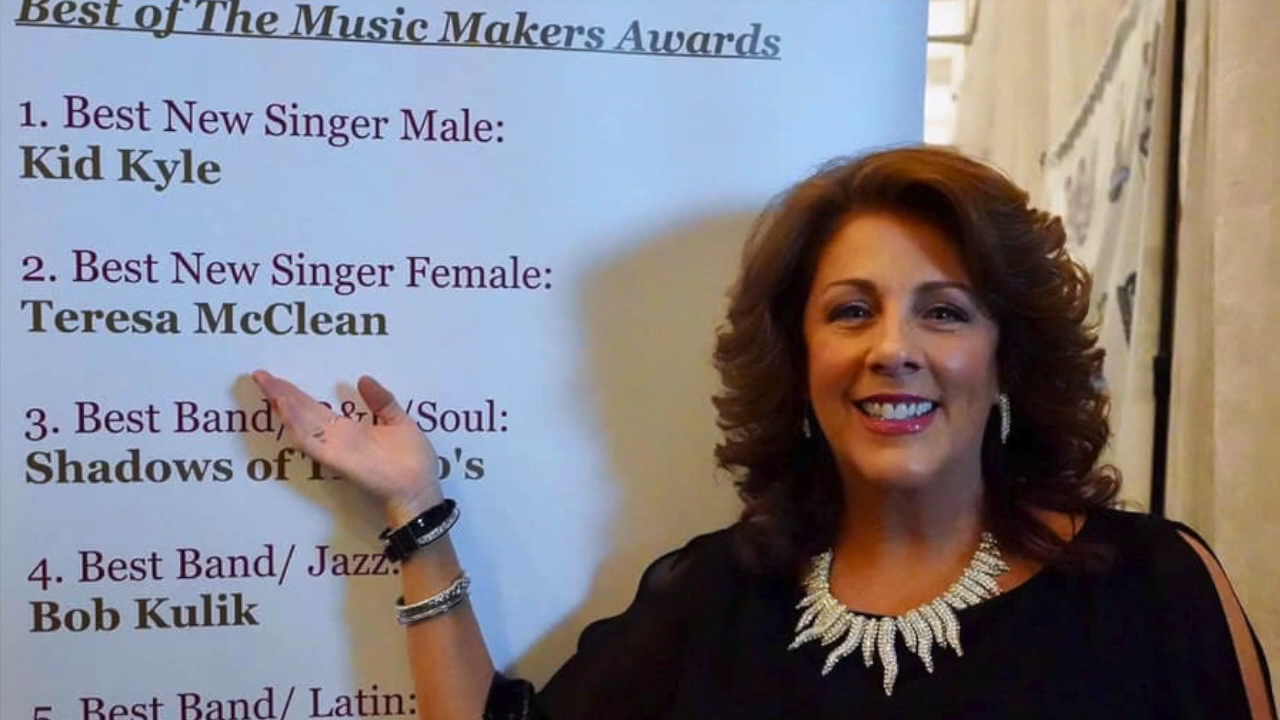 Best of The Music Makers Awards
1. Best New Singer Male:
Kid Kyle
2. Best New Singer Female:
Teresa McClean
3. Best Band/ /Soul:
Shadows of
4. Best Band/ Jazz:
Bob Kulik
5. Best Band/ Latin: